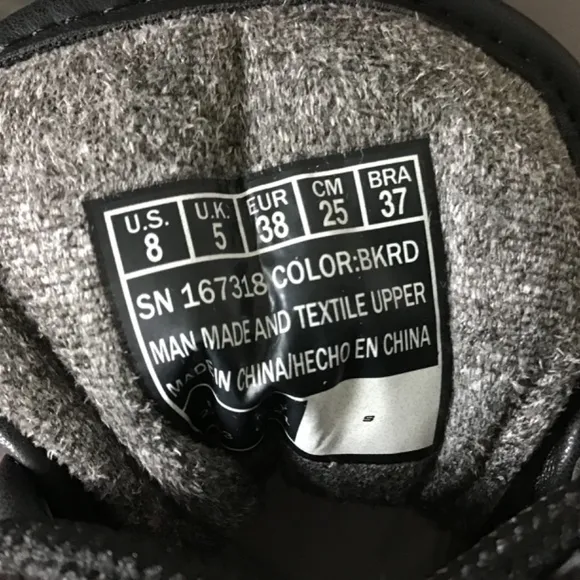 U.S. U.K. EUR CM BRA
8 5 38 25 37
SN 167318 COLOR:BKRD
MAN MADE AND TEXTILE UPPER
MADE IN CHINA/HECHO EN CHINA
S